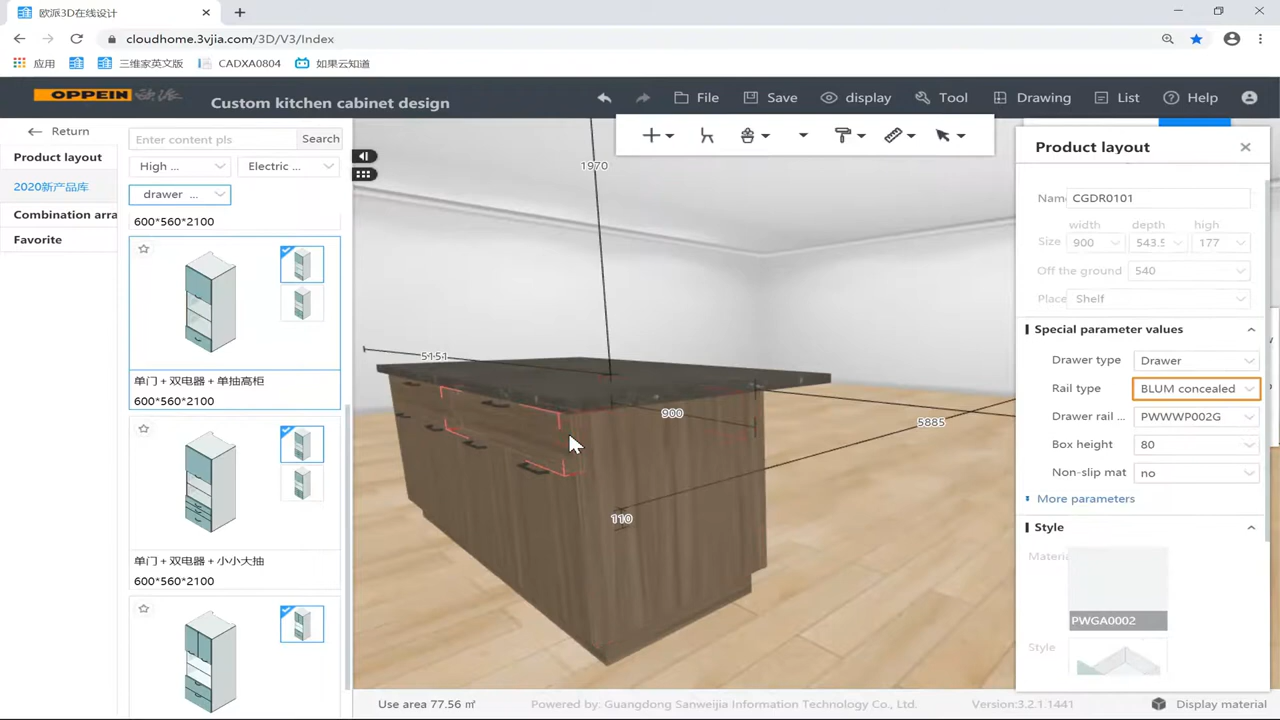 欧派3D在线设计
cloudhome.3vjia.com/3D/V3/Index
应用 三维家英文版 CADXA0804 如果云知道
OPPEIN 欧派
Custom kitchen cabinet design
File Save display Tool Drawing List Help
Return
Product layout
2020新产品库
Combination arra
Favorite
Enter content pls Search
High ... Electric ...
drawer ...
600*560*2100
单门 + 双电器 + 单抽高柜
600*560*2100
单门 + 双电器 + 小小大抽
600*560*2100
1970
5151
900
5885
110
Product layout
Name CGDR0101
width depth high
Size 900 543.5 177
Off the ground 540
Place Shelf
Special parameter values
Drawer type Drawer
Rail type BLUM concealed
Drawer rail ... PWWWP002G
Box height 80
Non-slip mat no
More parameters
Style
Materia
PWGA0002
Style
Use area 77.56 ㎡ Powered by: Guangdong Sanweijia Information Technology Co., Ltd. Version:3.2.1.1441 Display material